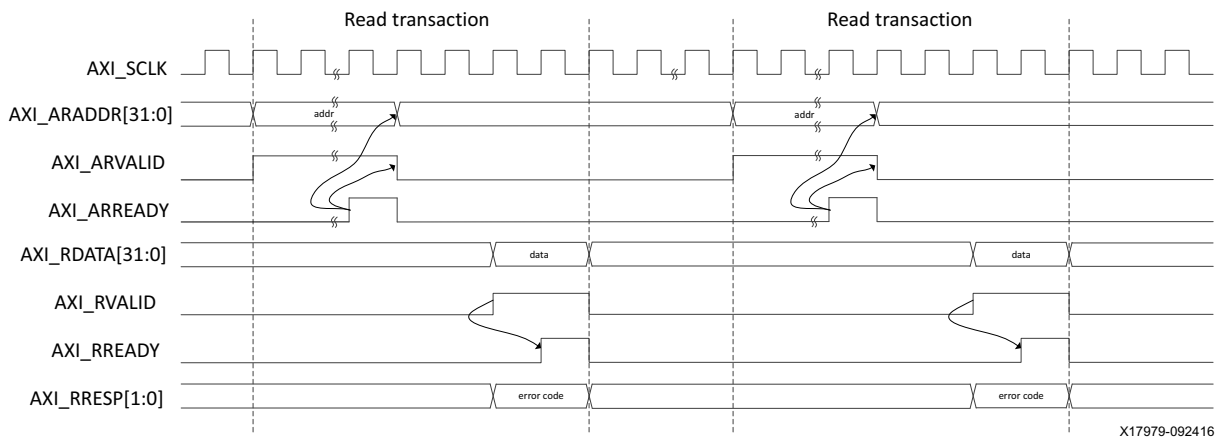 Read transaction Read transaction
AXI_SCLK
AXI_ARADDR[31:0] addr addr
AXI_ARVALID
AXI_ARREADY
AXI_RDATA[31:0] data data
AXI_RVALID
AXI_RREADY
AXI_RRESP[1:0] error code error code
X17979-092416